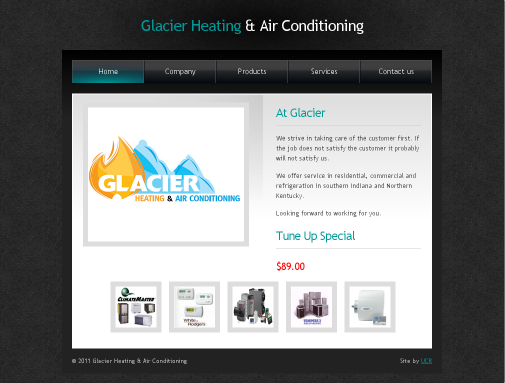 Glacier Heating & Air Conditioning
Home
Company
Products
Services
Contact us
GLACIER
HEATING & AIR CONDITIONING
At Glacier
We strive in taking care of the customer first. If
the job does not satisfy the customer it probably
will not satisfy us.
We offer service in residential, commercial and
refrigeration in southern Indiana and Northern
Kentucky.
Looking forward to working for you.
Tune Up Special
$89.00
CLIMATEMASTER
White
Rodgers
© 2011 Glacier Heating & Air Conditioning
Site by UCR